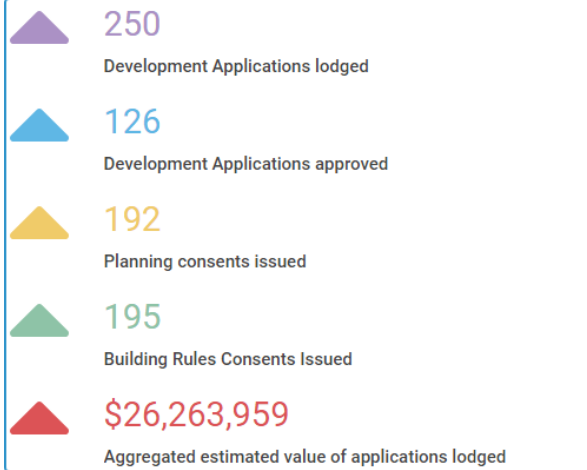 250
Development Applications lodged
126
Development Applications approved
192
Planning consents issued
195
Building Rules Consents Issued
$26,263,959
Aggregated estimated value of applications lodged